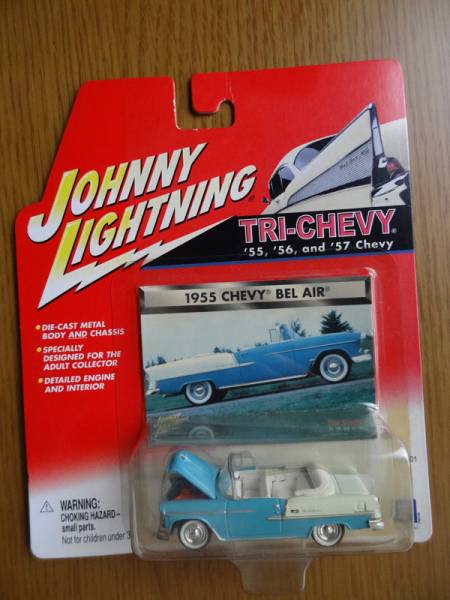 JOHNNY
LIGHTNING®
TRI-CHEVY®
'55, '56, and '57 Chevy
1955 CHEVY® BEL AIR®
• DIE-CAST METAL
BODY AND CHASSIS
• SPECIALLY
DESIGNED FOR THE
ADULT COLLECTOR
• DETAILED ENGINE
AND INTERIOR
WARNING:
CHOKING HAZARD--
small parts.
Not for children under